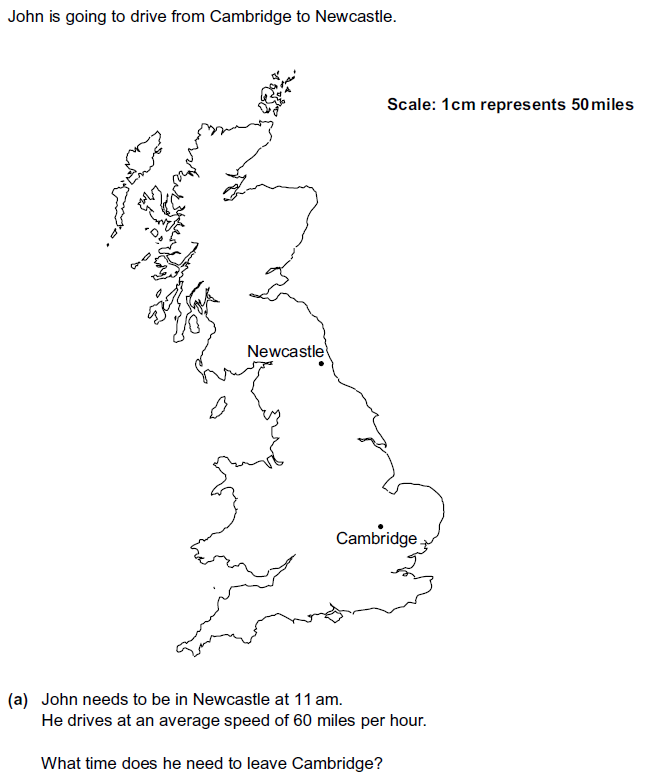 John is going to drive from Cambridge to Newcastle.
Scale: 1cm represents 50 miles
Newcastle
Cambridge
(a) John needs to be in Newcastle at 11 am.
He drives at an average speed of 60 miles per hour.
What time does he need to leave Cambridge?